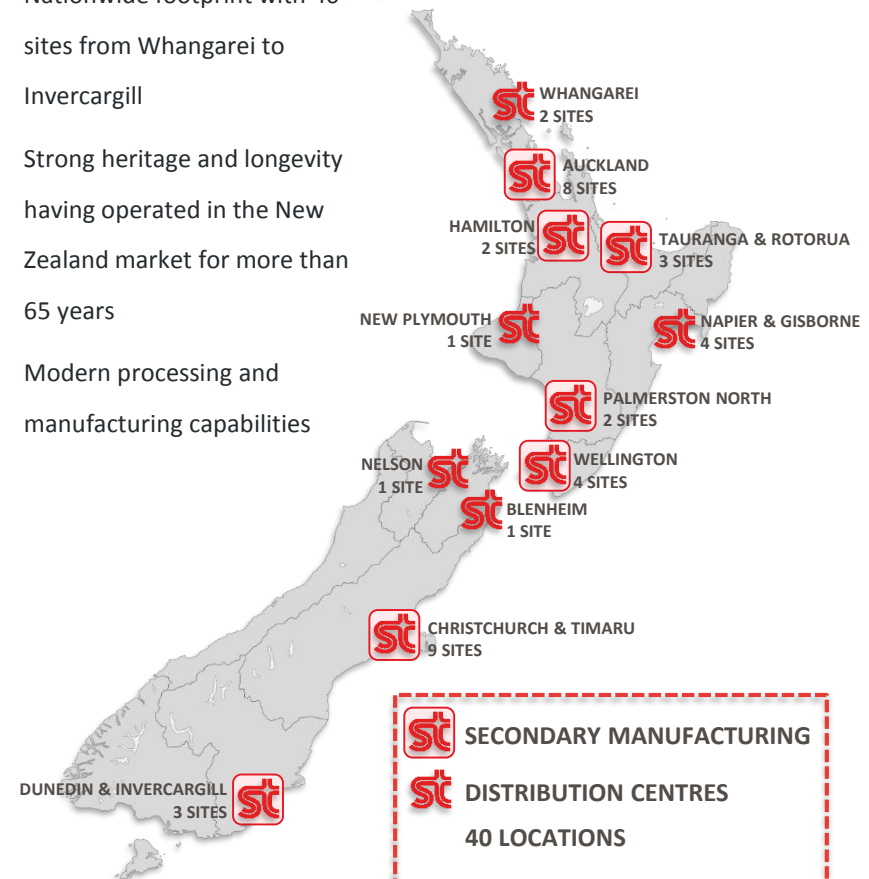 sites from Whangarei to
Invercargill
Strong heritage and longevity
having operated in the New
Zealand market for more than
65 years
Modern processing and
manufacturing capabilities
WHANGAREI
2 SITES
AUCKLAND
8 SITES
HAMILTON
2 SITES
TAURANGA & ROTORUA
3 SITES
NEW PLYMOUTH
1 SITE
NAPIER & GISBORNE
4 SITES
PALMERSTON NORTH
2 SITES
NELSON
1 SITE
WELLINGTON
4 SITES
BLENHEIM
1 SITE
CHRISTCHURCH & TIMARU
9 SITES
DUNEDIN & INVERCARGILL
3 SITES
st SECONDARY MANUFACTURING
st DISTRIBUTION CENTRES
40 LOCATIONS